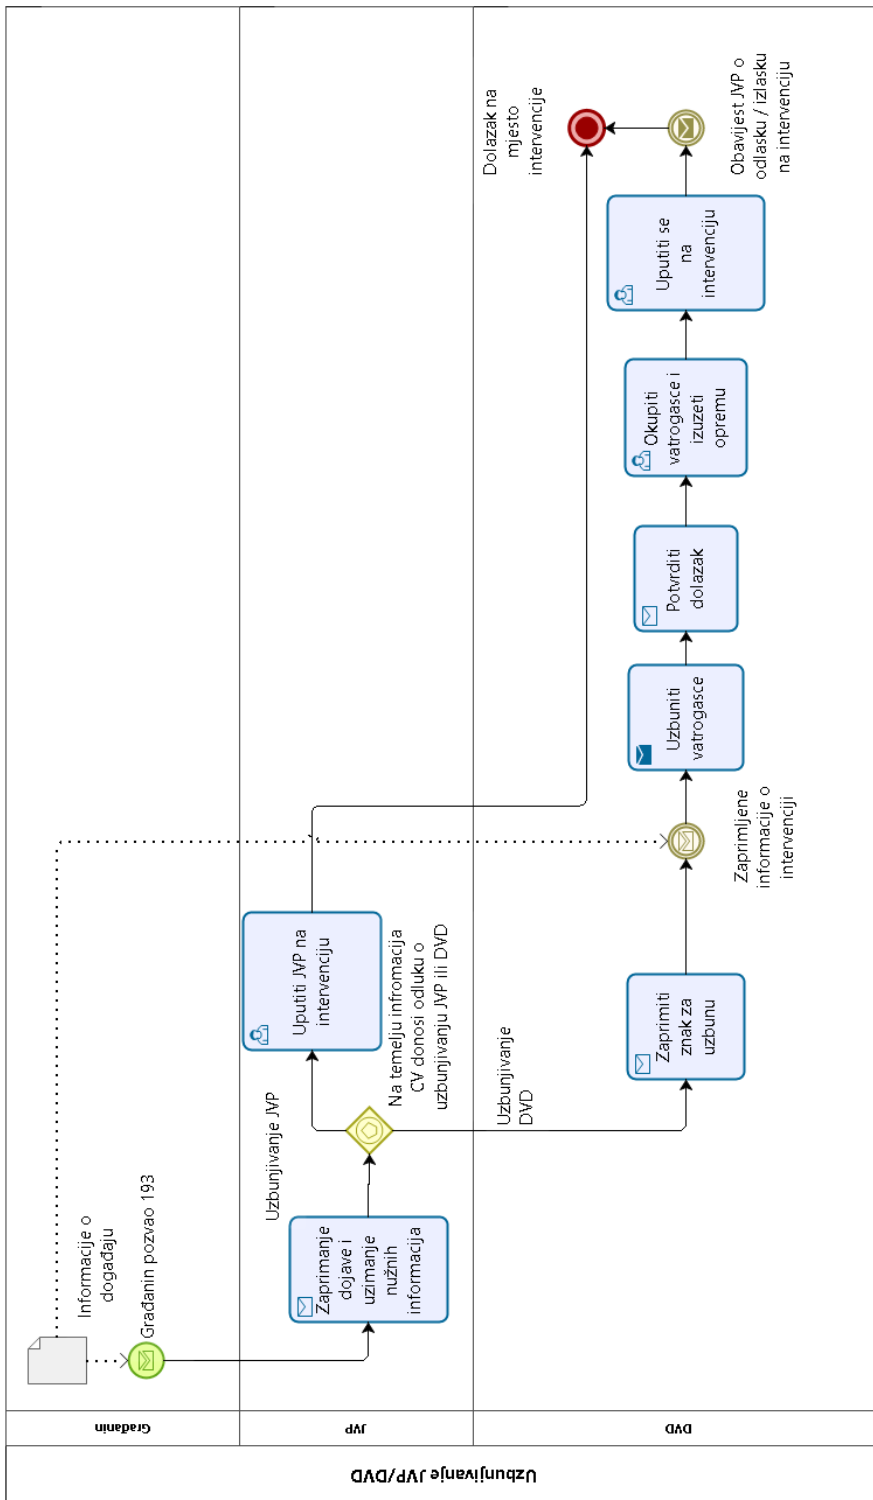 Uzbunjivanje JVP/DVD
Građanin
Informacije o
događaju
Građanin pozvao 193
JVP
Zaprimanje
dojave i
uzimanje
nužnih
informacija
Uzbunjivanje JVP
Na temelju infromacija
CV donosi odluku o
uzbunjivanju JVP ili DVD
Uputiti JVP na
intervenciju
DVD
Uzbunjivanje
DVD
Zaprimiti
znak za
uzbunu
Zaprimljene
informacije o
intervenciji
Uzbuniti
vatrogasce
Potvrditi
dolazak
Okupiti
vatrogasce i
izuzeti
opremu
Uputiti se
na
intervenciju
Obavijest JVP o
odlasku / izlasku
na intervenciju
Dolazak na
mjesto
intervencije